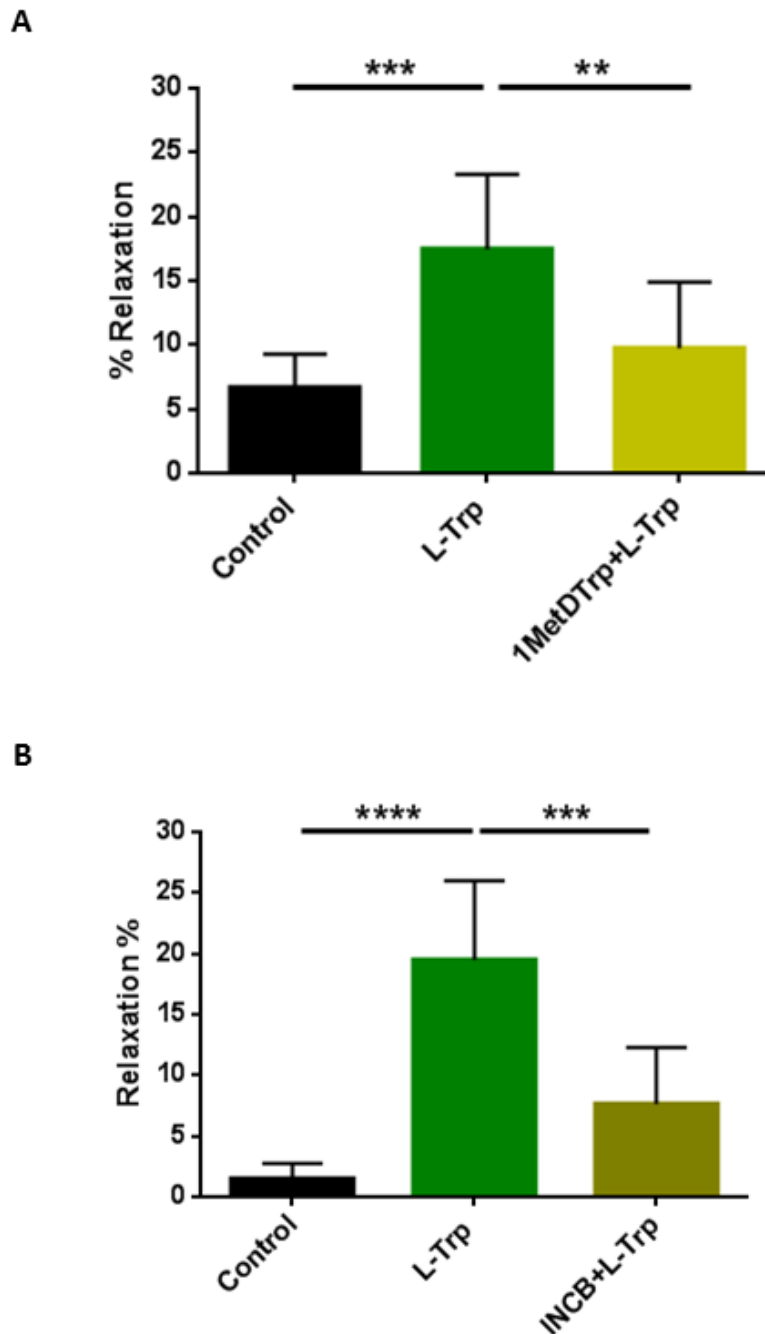 A
*** **
30
25
20
15
10
5
0
% Relaxation
Control
L-Trp
1MetDTrp+L-Trp
B
**** ***
30
25
20
15
10
5
0
Relaxation %
Control
L-Trp
INCB+L-Trp